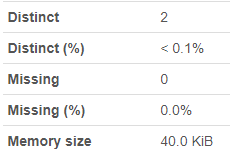 Distinct 2
Distinct (%) < 0.1%
Missing 0
Missing (%) 0.0%
Memory size 40.0 KiB